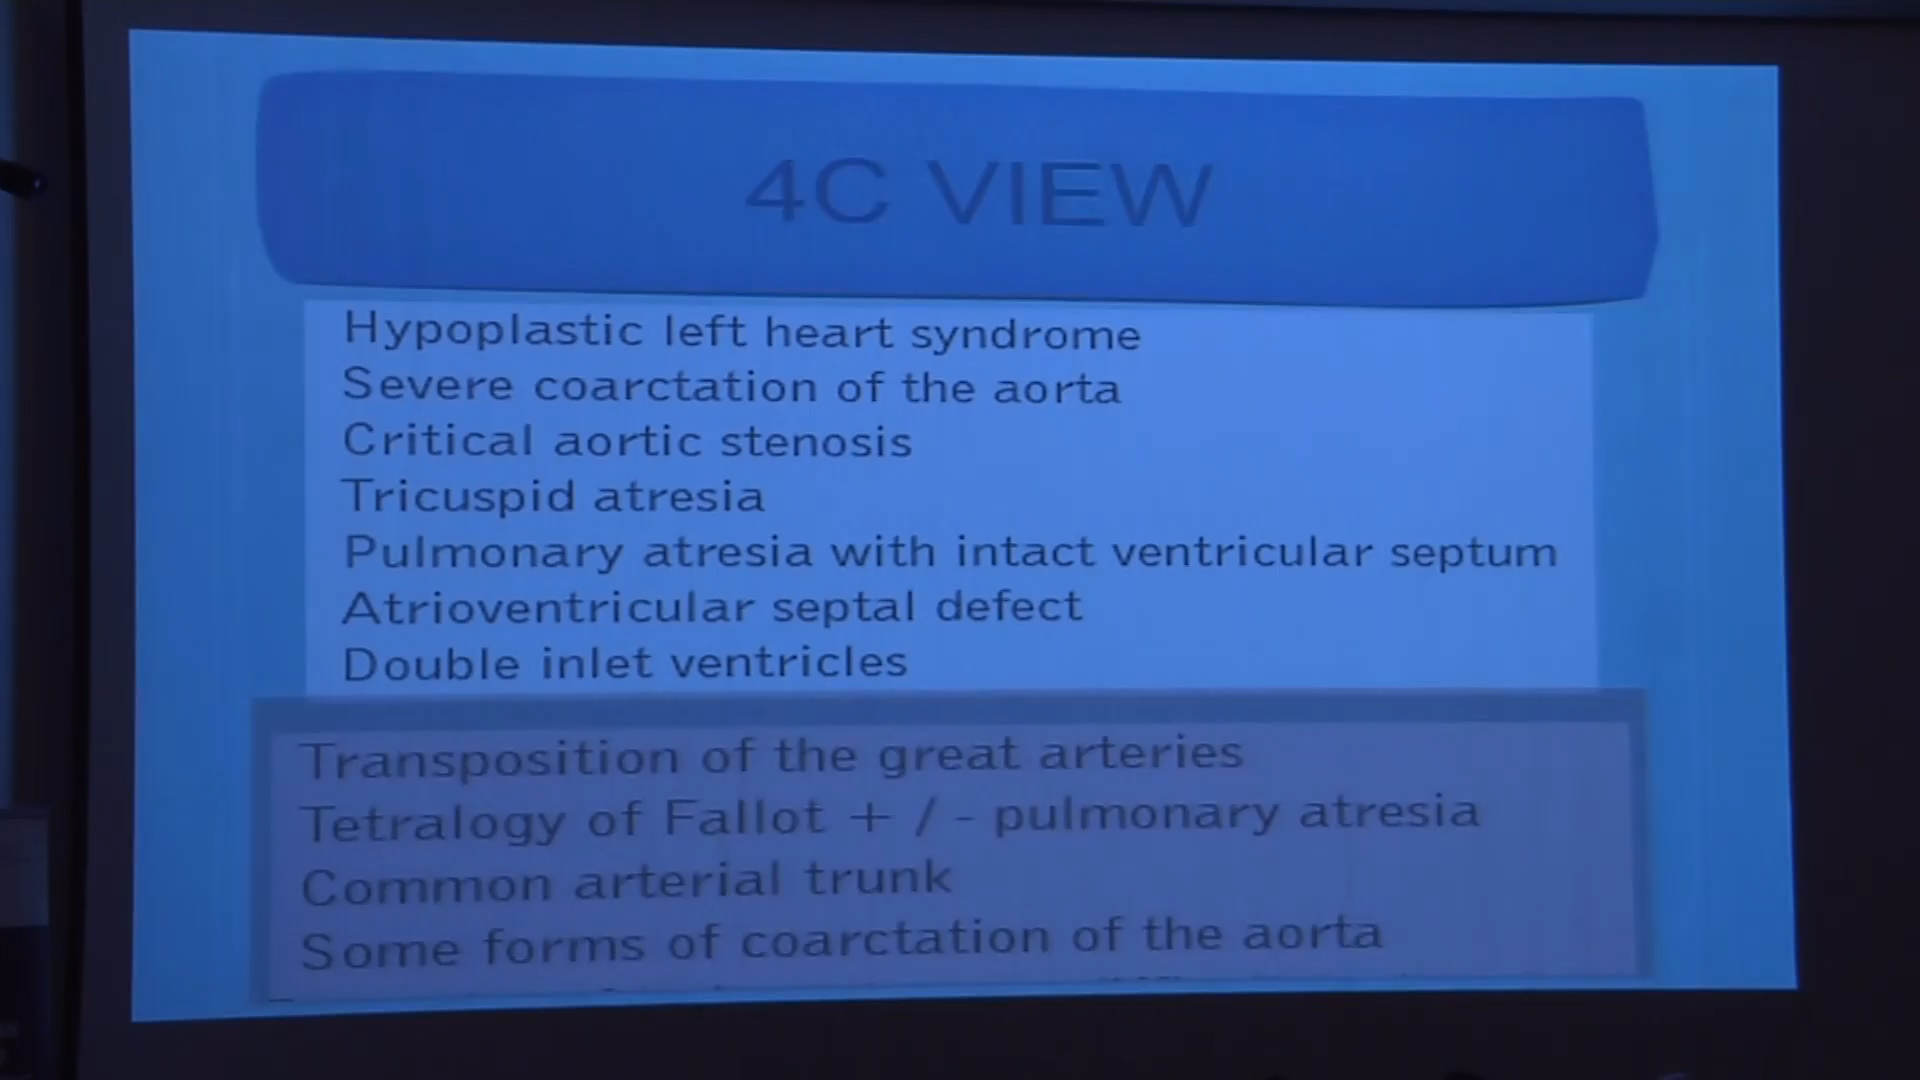 4C VIEW
Hypoplastic left heart syndrome
Severe coarctation of the aorta
Critical aortic stenosis
Tricuspid atresia
Pulmonary atresia with intact ventricular septum
Atrioventricular septal defect
Double inlet ventricles
Transposition of the great arteries
Tetralogy of Fallot + / - pulmonary atresia
Common arterial trunk
Some forms of coarctation of the aorta